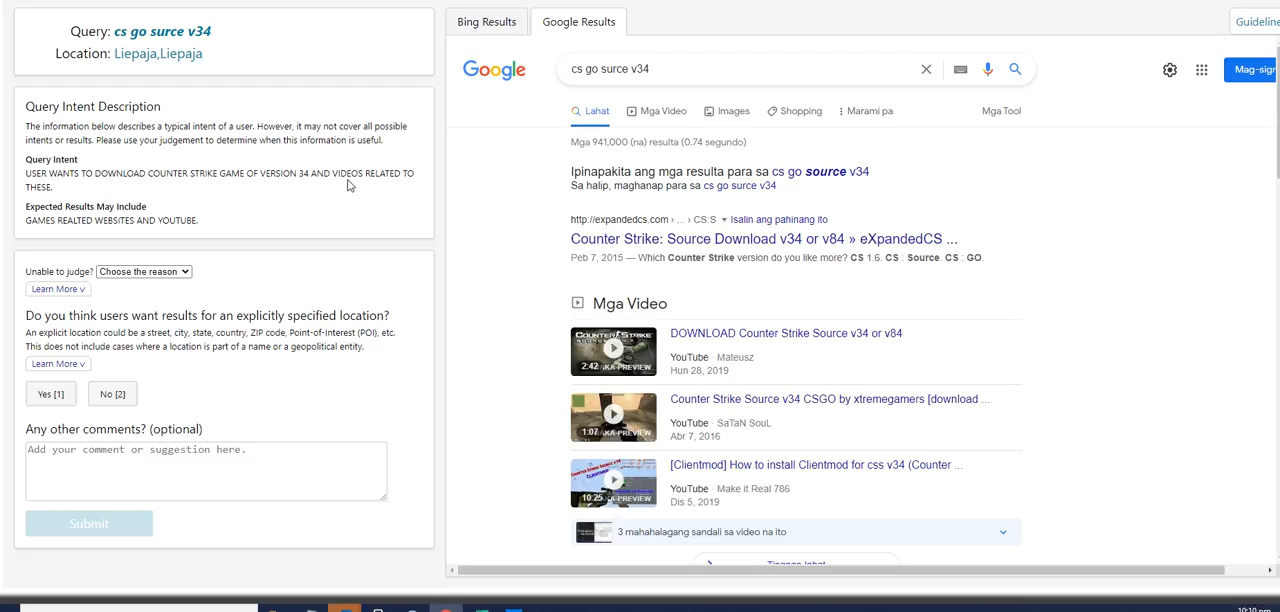 Query: cs go surce v34
Location: Liepaja,Liepaja
Query Intent Description
The information below describes a typical intent of a user. However, it may not cover all possible
intents or results. Please use your judgement to determine when this information is useful.
Query Intent
USER WANTS TO DOWNLOAD COUNTER STRIKE GAME OF VERSION 34 AND VIDEOS RELATED TO
THESE.
Expected Results May Include
GAMES REALTED WEBSITES AND YOUTUBE.
Unable to judge? Choose the reason
Learn More v
Do you think users want results for an explicitly specified location?
An explicit location could be a street, city, state, country, ZIP code, Point-of-Interest (POI), etc.
This does not include cases where a location is part of a name or a geopolitical entity.
Learn More v
Yes [1] No [2]
Any other comments? (optional)
Add your comment or suggestion here.
Submit
Bing Results Google Results Guideline
Google cs go surce v34 Mag-sign
Lahat Mga Video Images Shopping Marami pa Mga Tool
Mga 941,000 (na) resulta (0.74 segundo)
Ipinapakita ang mga resulta para sa cs go source v34
Sa halip, maghanap para sa cs go surce v34
http://expandedcs.com › ... › CS:S Isalin ang pahinang ito
Counter Strike: Source Download v34 or v84 » eXpandedCS ...
Peb 7, 2015 — Which Counter Strike version do you like more? CS 1.6. CS : Source. CS : GO.
Mga Video
DOWNLOAD Counter Strike Source v34 or v84
YouTube · Mateusz
Hun 28, 2019
2:42
Counter Strike Source v34 CSGO by xtremegamers [download ...
YouTube · SaTaN SouL
Abr 7, 2016
1:07
[Clientmod] How to install Clientmod for css v34 (Counter ...
YouTube · Make it Real 786
Dis 5, 2019
10:25
3 mahahalagang sandali sa video na ito
10:10 pm